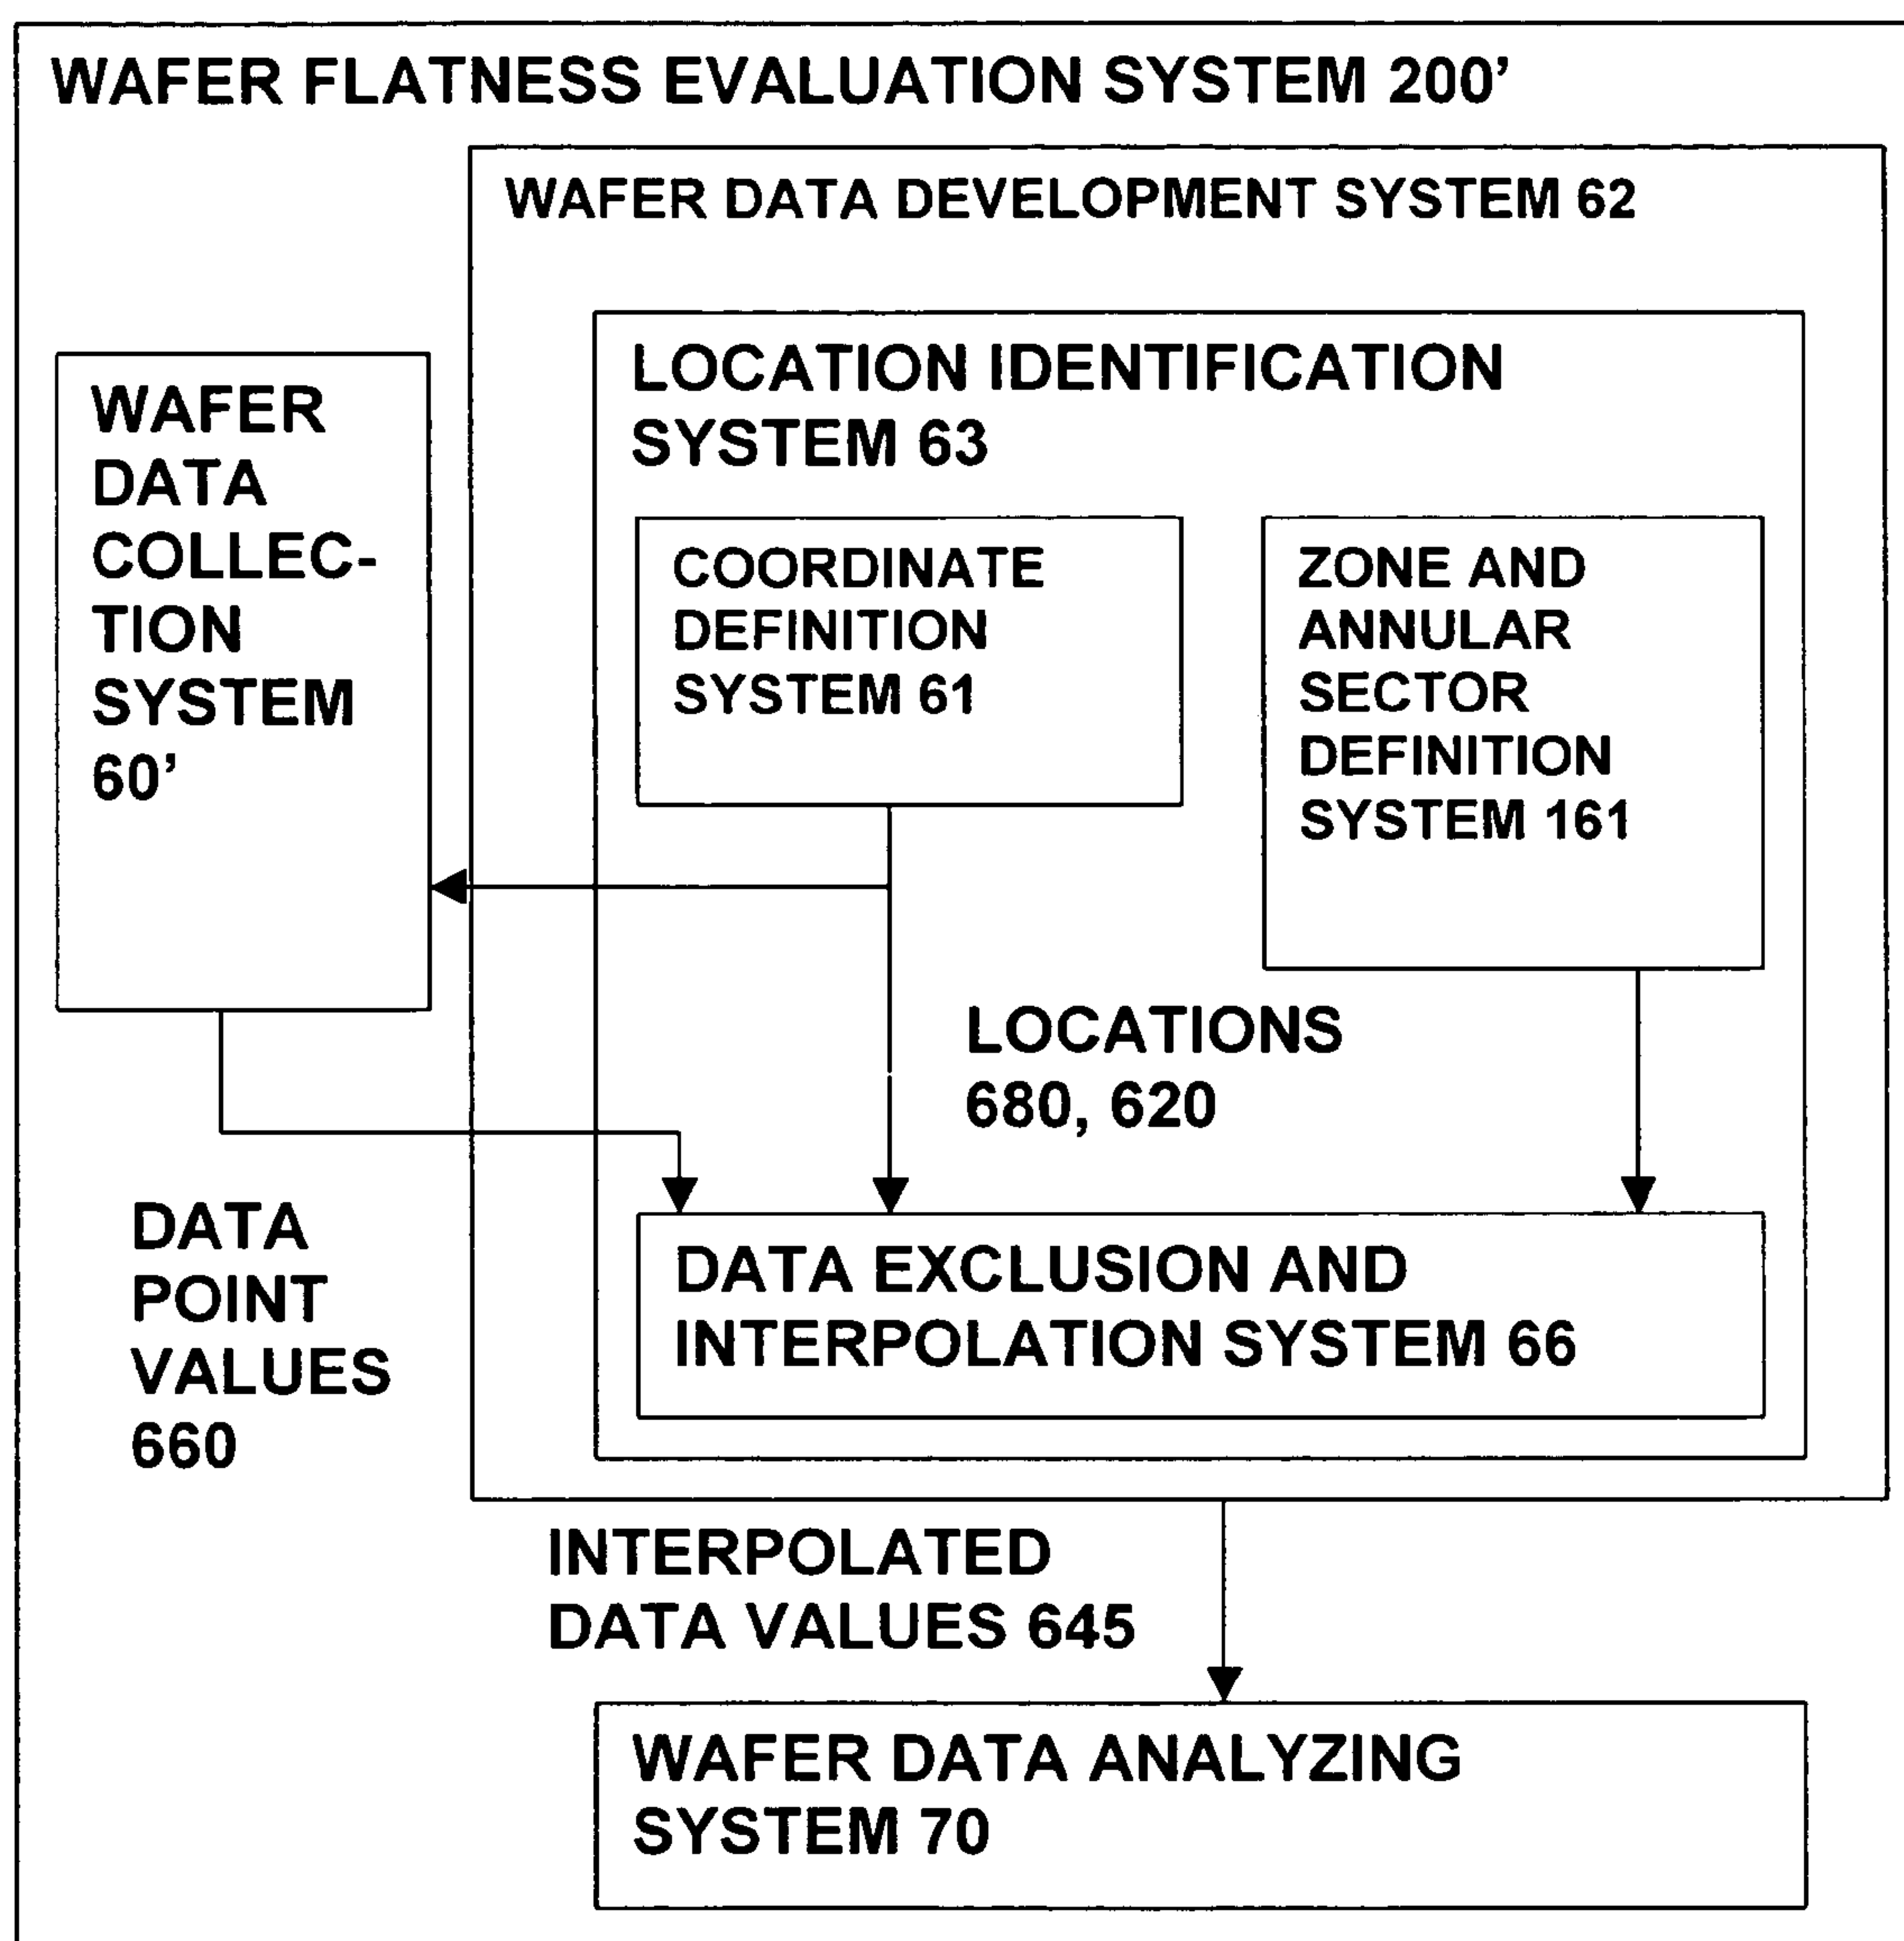 WAFER FLATNESS EVALUATION SYSTEM 200’
WAFER DATA DEVELOPMENT SYSTEM 62
LOCATION IDENTIFICATION
SYSTEM 63
WAFER
DATA
COLLEC-
TION
SYSTEM
60’
COORDINATE
DEFINITION
SYSTEM 61
ZONE AND
ANNULAR
SECTOR
DEFINITION
SYSTEM 161
LOCATIONS
680, 620
DATA
POINT
VALUES
660
DATA EXCLUSION AND
INTERPOLATION SYSTEM 66
INTERPOLATED
DATA VALUES 645
WAFER DATA ANALYZING
SYSTEM 70